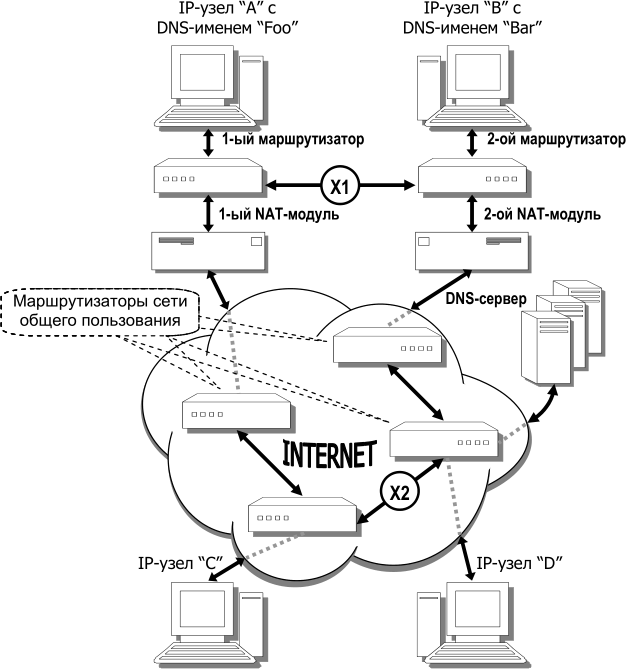 IP-узел “A” с
DNS-именем “Foo”
IP-узел “B” с
DNS-именем “Bar”
1-ый маршрутизатор
2-ой маршрутизатор
X1
1-ый NAT-модуль
2-ой NAT-модуль
DNS-сервер
Маршрутизаторы сети
общего пользования
INTERNET
X2
IP-узел “C”
IP-узел “D”